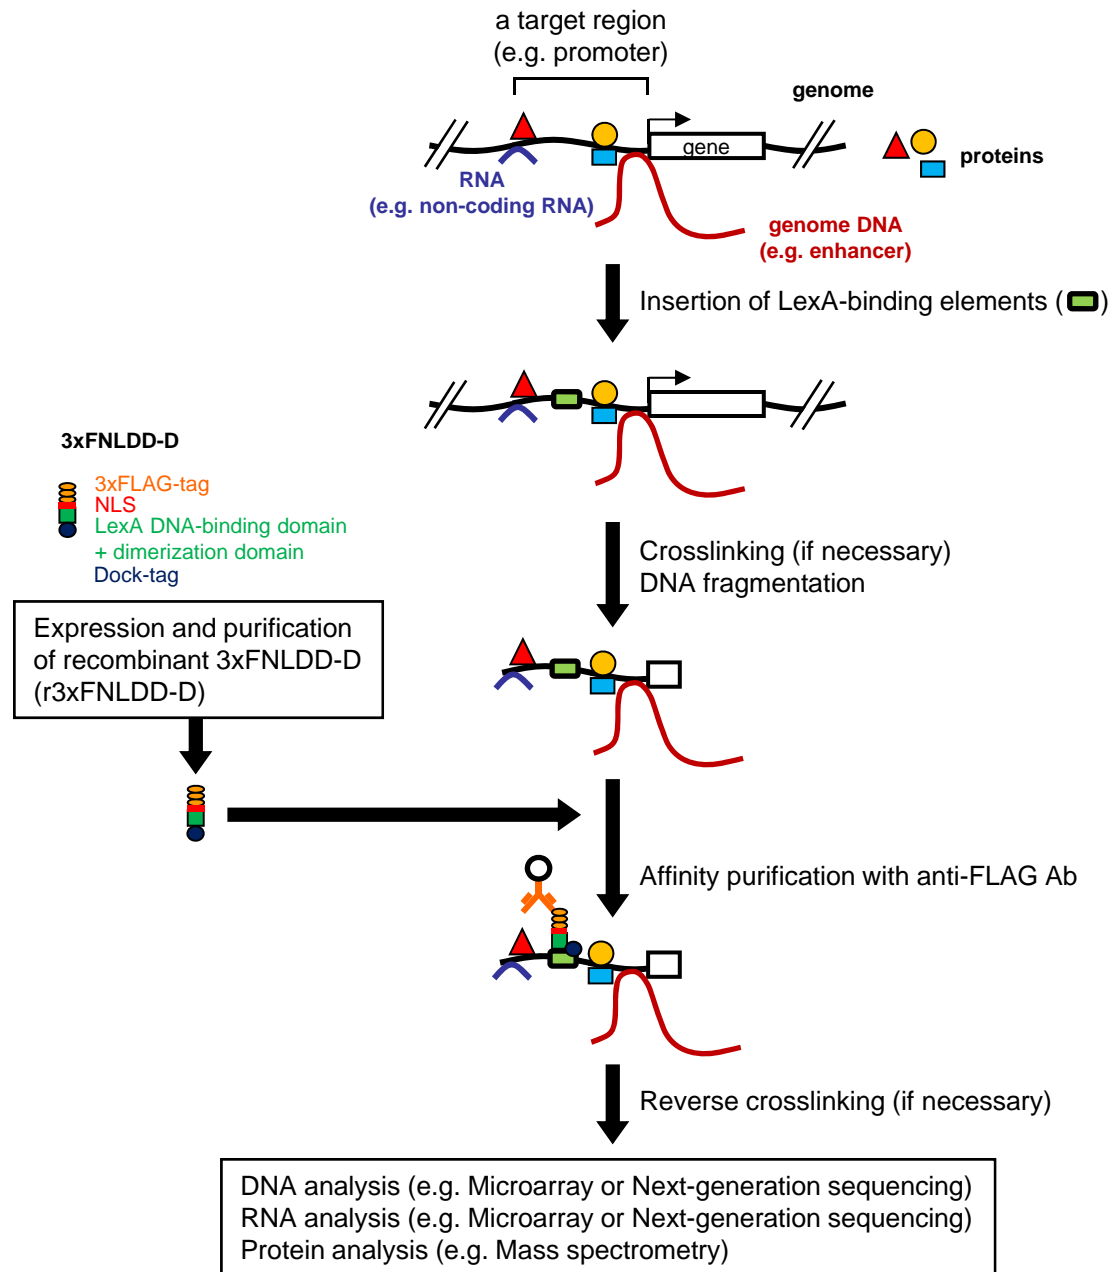 a target region
(e.g. promoter)
genome
gene
proteins
RNA
(e.g. non-coding RNA)
genome DNA
(e.g. enhancer)
Insertion of LexA-binding elements ( )
3xFNLDD-D
3xFLAG-tag
NLS
LexA DNA-binding domain
+ dimerization domain
Dock-tag
Crosslinking (if necessary)
DNA fragmentation
Expression and purification
of recombinant 3xFNLDD-D
(r3xFNLDD-D)
Affinity purification with anti-FLAG Ab
Reverse crosslinking (if necessary)
DNA analysis (e.g. Microarray or Next-generation sequencing)
RNA analysis (e.g. Microarray or Next-generation sequencing)
Protein analysis (e.g. Mass spectrometry)